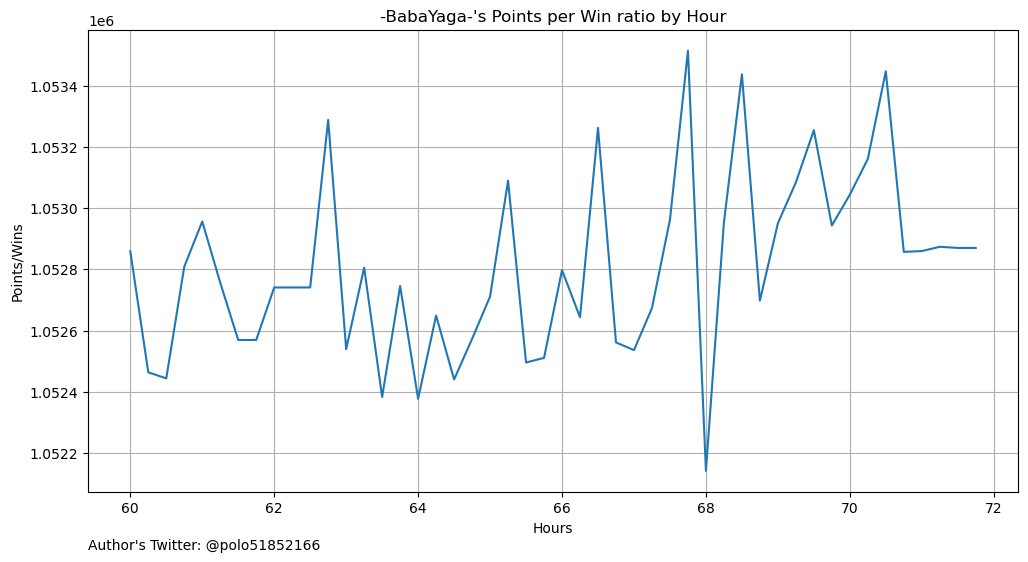 -BabaYaga-'s Points per Win ratio by Hour
1e6
1.0534
1.0532
1.0530
1.0528
1.0526
1.0524
1.0522
Points/Wins
60 62 64 66 68 70 72
Hours
Author's Twitter: @polo51852166